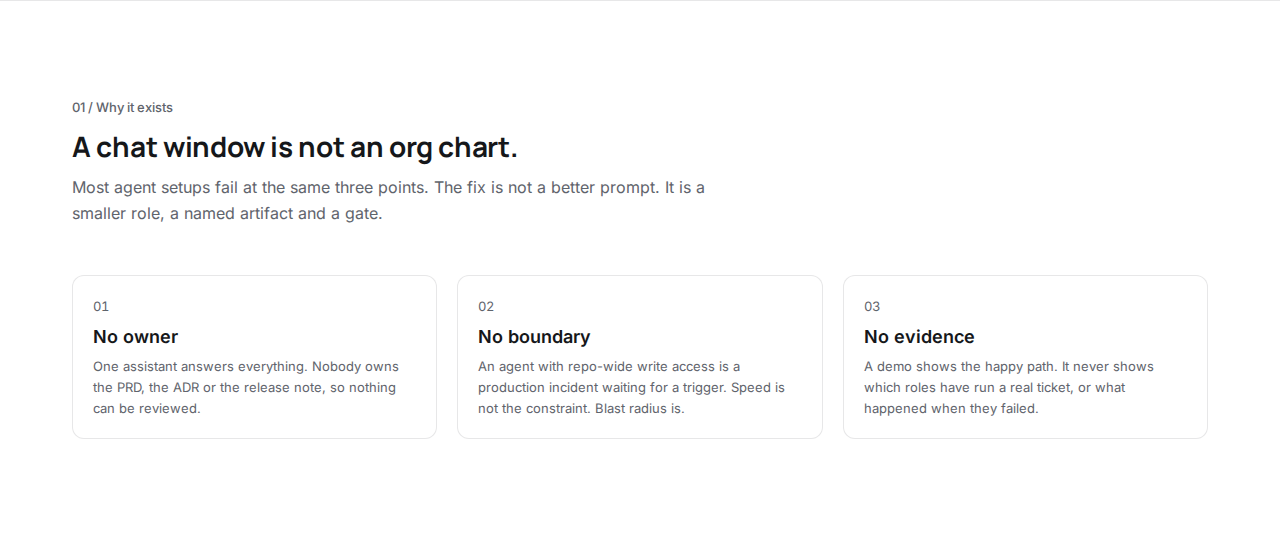 01 / Why it exists
A chat window is not an org chart.
Most agent setups fail at the same three points. The fix is not a better prompt. It is a
smaller role, a named artifact and a gate.
01
No owner
One assistant answers everything. Nobody owns
the PRD, the ADR or the release note, so nothing
can be reviewed.
02
No boundary
An agent with repo-wide write access is a
production incident waiting for a trigger. Speed is
not the constraint. Blast radius is.
03
No evidence
A demo shows the happy path. It never shows
which roles have run a real ticket, or what
happened when they failed.